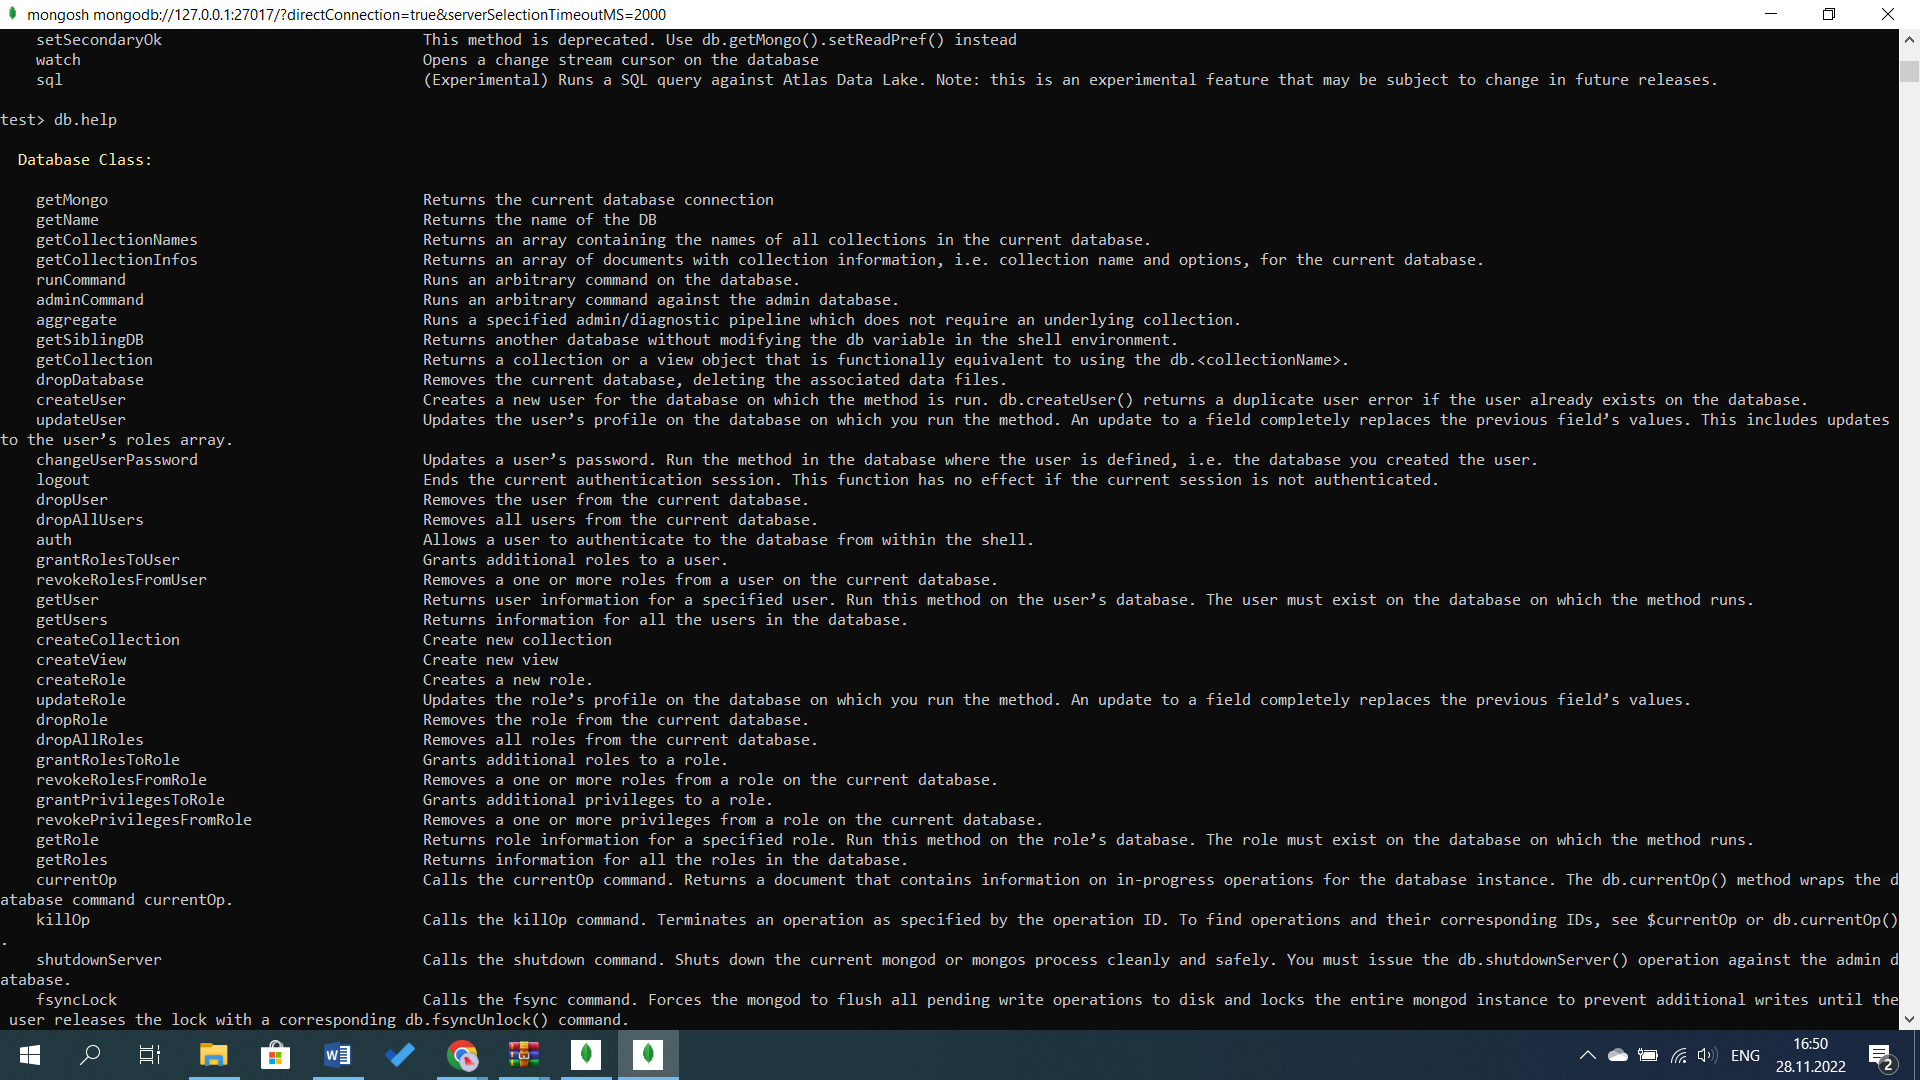 mongosh mongodb://127.0.0.1:27017/?directConnection=true&serverSelectionTimeoutMS=2000
setSecondaryOk This method is deprecated. Use db.getMongo().setReadPref() instead
watch Opens a change stream cursor on the database
sql (Experimental) Runs a SQL query against Atlas Data Lake. Note: this is an experimental feature that may be subject to change in future releases.
test> db.help
Database Class:
getMongo Returns the current database connection
getName Returns the name of the DB
getCollectionNames Returns an array containing the names of all collections in the current database.
getCollectionInfos Returns an array of documents with collection information, i.e. collection name and options, for the current database.
runCommand Runs an arbitrary command on the database.
adminCommand Runs an arbitrary command against the admin database.
aggregate Runs a specified admin/diagnostic pipeline which does not require an underlying collection.
getSiblingDB Returns another database without modifying the db variable in the shell environment.
getCollection Returns a collection or a view object that is functionally equivalent to using the db.<collectionName>.
dropDatabase Removes the current database, deleting the associated data files.
createUser Creates a new user for the database on which the method is run. db.createUser() returns a duplicate user error if the user already exists on the database.
updateUser Updates the user’s profile on the database on which you run the method. An update to a field completely replaces the previous field’s values. This includes updates
to the user’s roles array.
changeUserPassword Updates a user’s password. Run the method in the database where the user is defined, i.e. the database you created the user.
logout Ends the current authentication session. This function has no effect if the current session is not authenticated.
dropUser Removes the user from the current database.
dropAllUsers Removes all users from the current database.
auth Allows a user to authenticate to the database from within the shell.
grantRolesToUser Grants additional roles to a user.
revokeRolesFromUser Removes a one or more roles from a user on the current database.
getUser Returns user information for a specified user. Run this method on the user’s database. The user must exist on the database on which the method runs.
getUsers Returns information for all the users in the database.
createCollection Create new collection
createView Create new view
createRole Creates a new role.
updateRole Updates the role’s profile on the database on which you run the method. An update to a field completely replaces the previous field’s values.
dropRole Removes the role from the current database.
dropAllRoles Removes all roles from the current database.
grantRolesToRole Grants additional roles to a role.
revokeRolesFromRole Removes a one or more roles from a role on the current database.
grantPrivilegesToRole Grants additional privileges to a role.
revokePrivilegesFromRole Removes a one or more privileges from a role on the current database.
getRole Returns role information for a specified role. Run this method on the role’s database. The role must exist on the database on which the method runs.
getRoles Returns information for all the roles in the database.
currentOp Calls the currentOp command. Returns a document that contains information on in-progress operations for the database instance. The db.currentOp() method wraps the d
atabase command currentOp.
killOp Calls the killOp command. Terminates an operation as specified by the operation ID. To find operations and their corresponding IDs, see $currentOp or db.currentOp()
.
shutdownServer Calls the shutdown command. Shuts down the current mongod or mongos process cleanly and safely. You must issue the db.shutdownServer() operation against the admin d
atabase.
fsyncLock Calls the fsync command. Forces the mongod to flush all pending write operations to disk and locks the entire mongod instance to prevent additional writes until the
user releases the lock with a corresponding db.fsyncUnlock() command.
ENG
16:50
28.11.2022
2